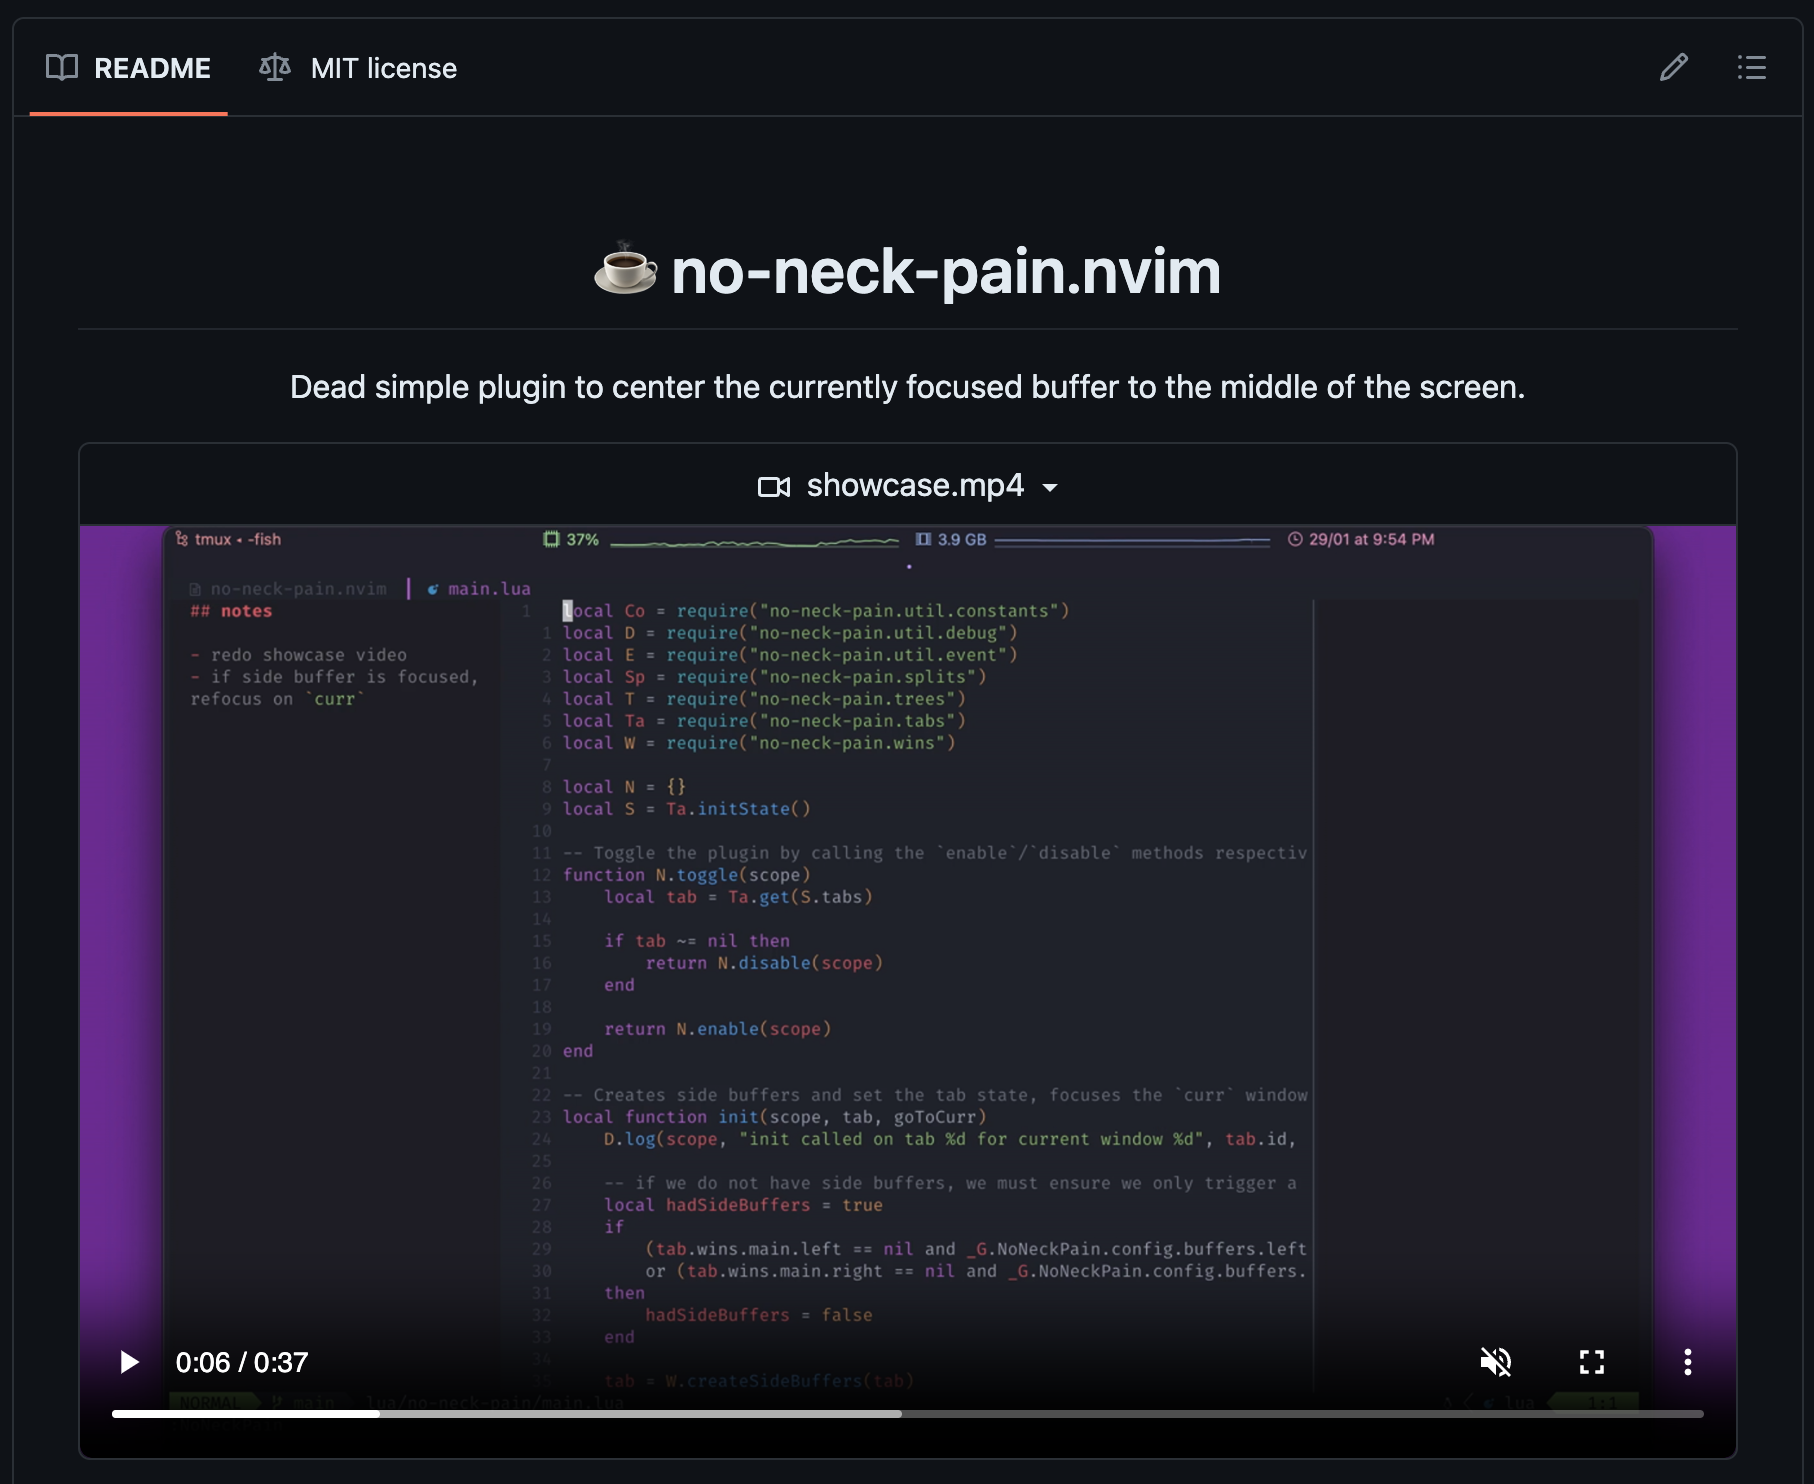 README MIT license
no-neck-pain.nvim
Dead simple plugin to center the currently focused buffer to the middle of the screen.
showcase.mp4
tmux • -fish 37% 3.9 GB 29/01 at 9:54 PM
no-neck-pain.nvim main.lua
## notes
- redo showcase video
- if side buffer is focused,
refocus on `curr`
1 local Co = require("no-neck-pain.util.constants")
1 local D = require("no-neck-pain.util.debug")
2 local E = require("no-neck-pain.util.event")
3 local Sp = require("no-neck-pain.splits")
4 local T = require("no-neck-pain.trees")
5 local Ta = require("no-neck-pain.tabs")
6 local W = require("no-neck-pain.wins")
7
8 local N = {}
9 local S = Ta.initState()
10
11 -- Toggle the plugin by calling the `enable`/`disable` methods respectiv
12 function N.toggle(scope)
13 local tab = Ta.get(S.tabs)
14
15 if tab ~= nil then
16 return N.disable(scope)
17 end
18
19 return N.enable(scope)
20 end
21
22 -- Creates side buffers and set the tab state, focuses the `curr` window
23 local function init(scope, tab, goToCurr)
24 D.log(scope, "init called on tab %d for current window %d", tab.id,
25
26 -- if we do not have side buffers, we must ensure we only trigger a
27 local hadSideBuffers = true
28 if
29 (tab.wins.main.left == nil and _G.NoNeckPain.config.buffers.left
30 or (tab.wins.main.right == nil and _G.NoNeckPain.config.buffers.
31 then
32 hadSideBuffers = false
33 end
34
35 tab = W.createSideBuffers(tab)
NORMAL main lua/no-neck-pain/main.lua lua 1:1
0:06 / 0:37